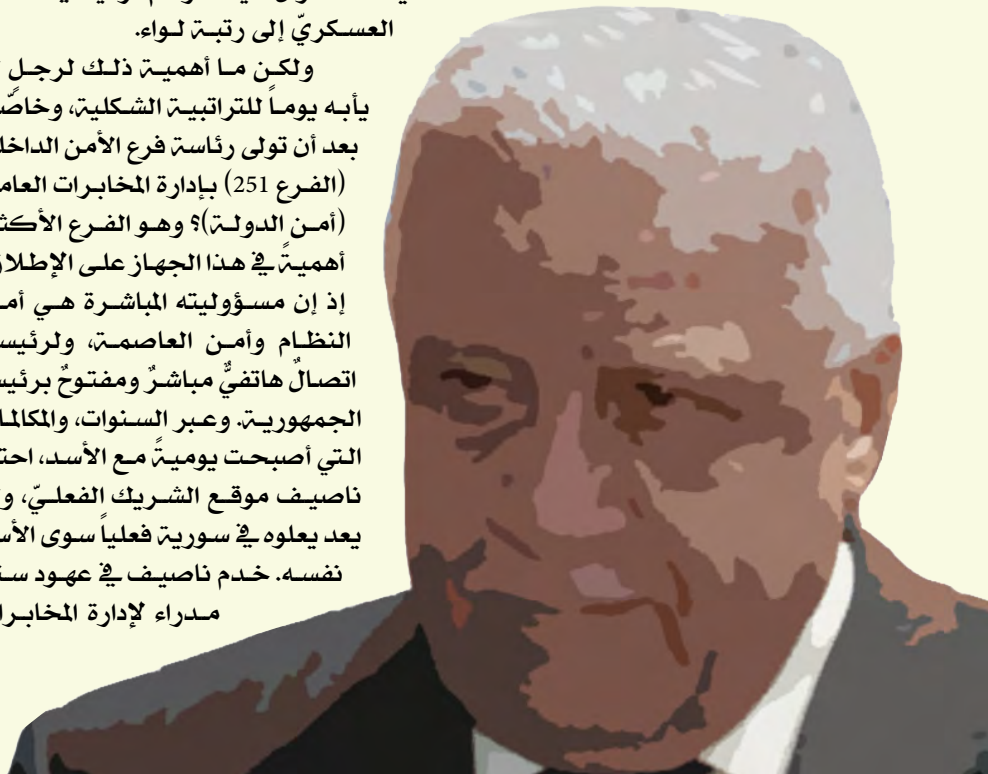 العسكريّ إلى رتبة لواء.
ولكن ما أهمية ذلك لرجل
يأبه يوماً للتراتبية الشكلية، وخاصّ
بعد أن تولى رئاسة فرع الأمن الداخل
(الفرع 251) بإدارة المخابرات العام
(أمن الدولة)؟ وهو الفرع الأكث
أهميةً في هذا الجهاز على الإطلا
إذ إن مسؤوليته المباشرة هي أم
النظام وأمن العاصمة، ولرئيس
اتصالٌ هاتفيٌّ مباشرٌ ومفتوحٌ برئيس
الجمهورية. وعبر السنوات، والمكالم
التي أصبحت يوميةً مع الأسد، احت
ناصيف موقع الشريك الفعليّ، و
يعد يعلوه في سورية فعلياً سوى الأس
نفسه. خدم ناصيف في عهود ست
مدراء لإدارة المخابر